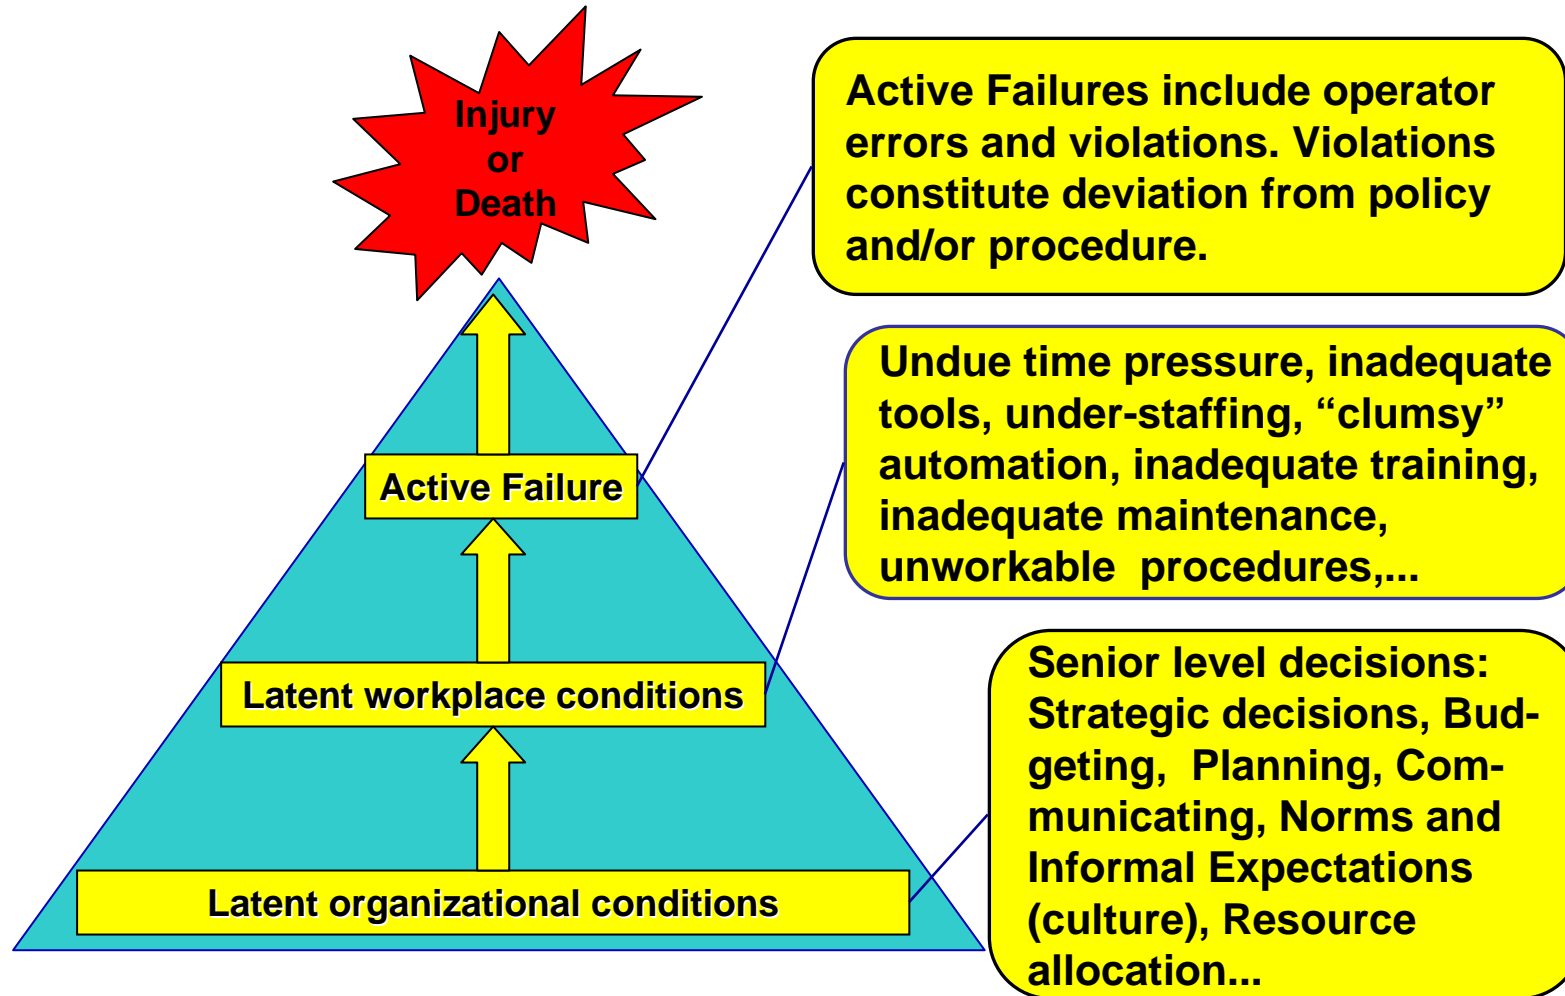 Injury
or
Death
Active Failures include operator
errors and violations. Violations
constitute deviation from policy
and/or procedure.
Undue time pressure, inadequate
tools, under-staffing, “clumsy”
automation, inadequate training,
inadequate maintenance,
unworkable  procedures,...
Active Failure
Latent workplace conditions
Senior level decisions:
Strategic decisions, Bud-
geting,  Planning, Com-
municating, Norms and
Informal Expectations
(culture), Resource
allocation...
Latent organizational conditions